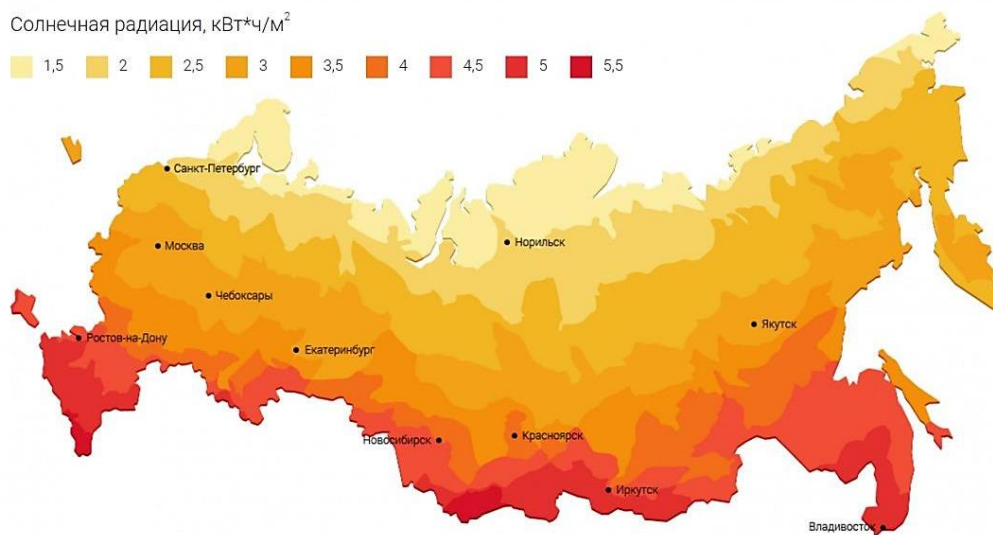 Солнечная радиация, кВт*ч/м²
1,5 2 2,5 3 3,5 4 4,5 5 5,5
Санкт-Петербург
Норильск
Москва
Чебоксары
Якутск
Ростов-на-Дону
Екатеринбург
Новосибирск
Красноярск
Иркутск
Владивосток